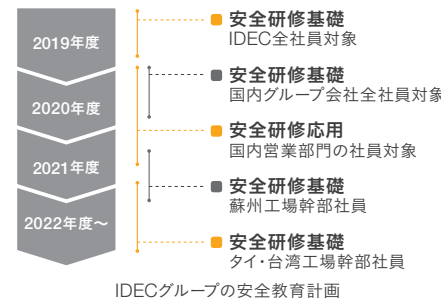 2019年度
2020年度
2021年度
2022年度～
安全研修基礎
IDEC全社員対象
安全研修基礎
国内グループ会社全社員対象
安全研修応用
国内営業部門の社員対象
安全研修基礎
蘇州工場幹部社員
安全研修基礎
タイ・台湾工場幹部社員
IDECグループの安全教育計画